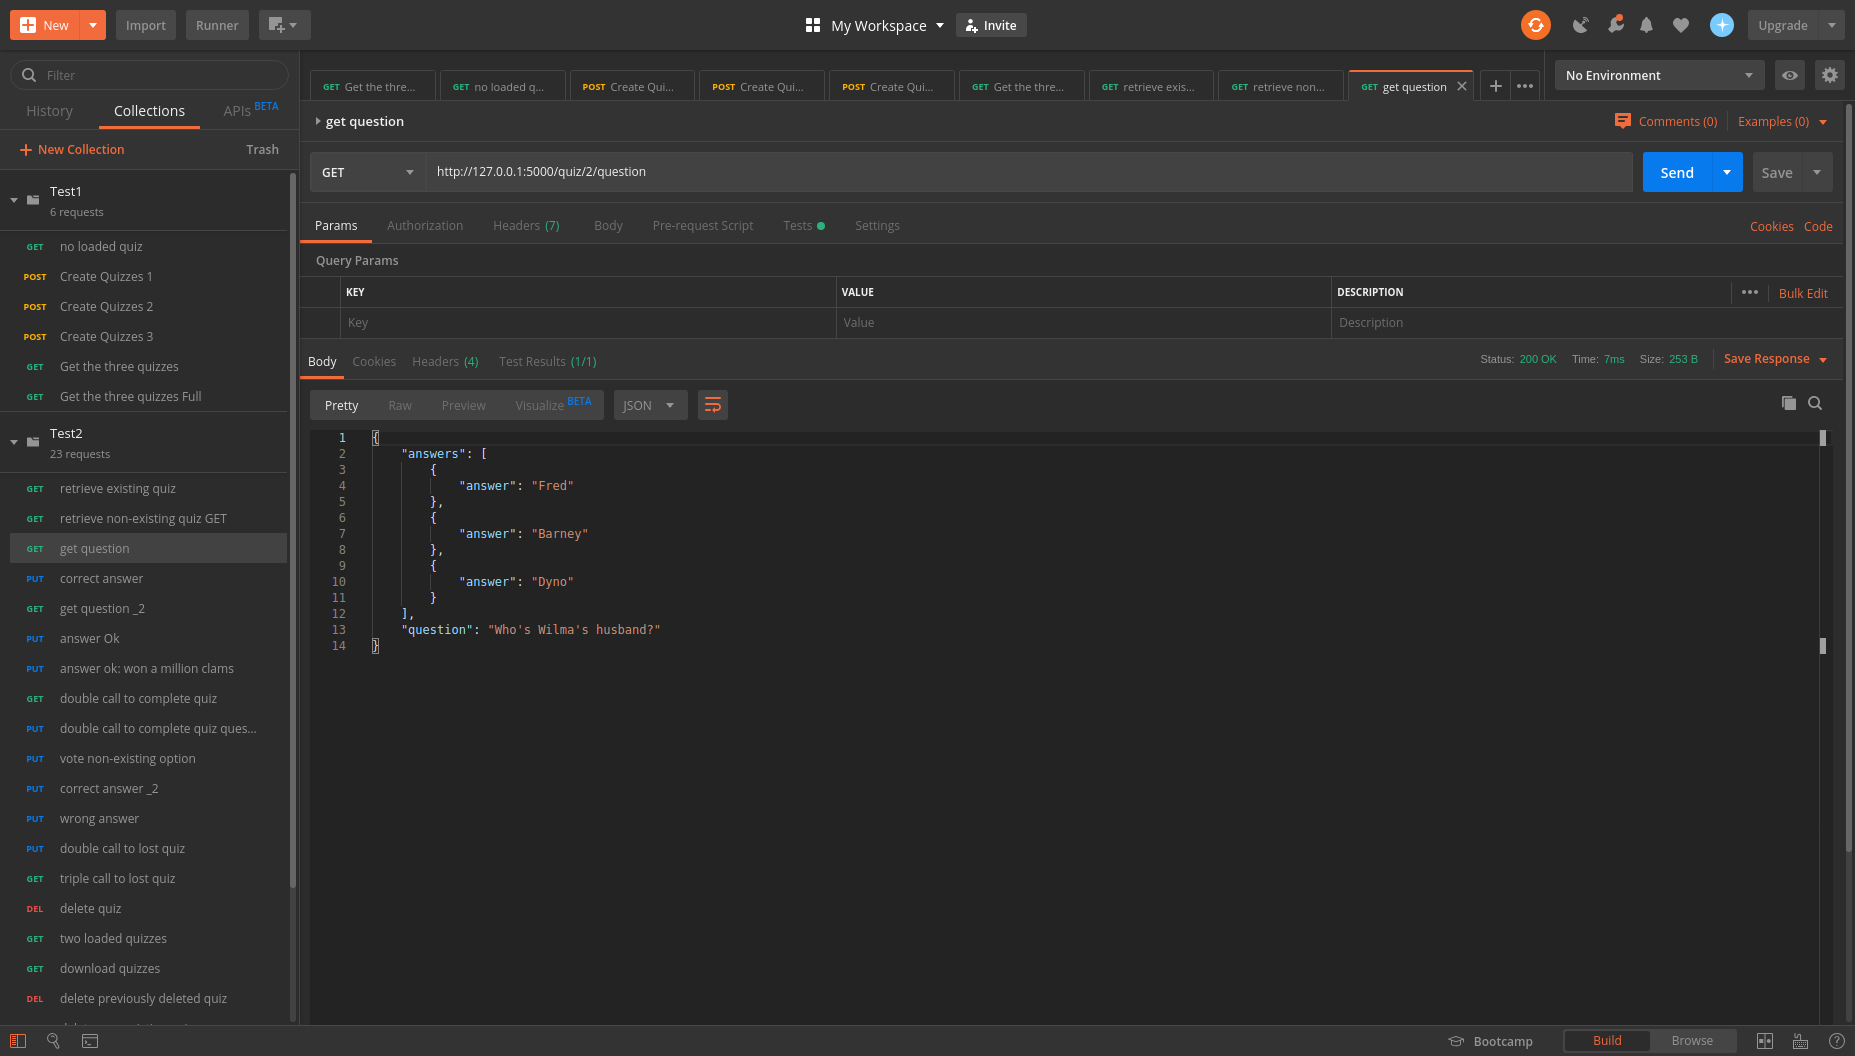 New
Import
Runner
My Workspace
Invite
Upgrade
Filter
History
Collections
APIs BETA
New Collection
Trash
Test1
6 requests
GET no loaded quiz
POST Create Quizzes 1
POST Create Quizzes 2
POST Create Quizzes 3
GET Get the three quizzes
GET Get the three quizzes Full
Test2
23 requests
GET retrieve existing quiz
GET retrieve non-existing quiz GET
GET get question
PUT correct answer
GET get question _2
PUT answer Ok
PUT answer ok: won a million clams
GET double call to complete quiz
PUT double call to complete quiz ques...
PUT vote non-existing option
PUT correct answer _2
PUT wrong answer
PUT double call to lost quiz
GET triple call to lost quiz
DEL delete quiz
GET two loaded quizzes
GET download quizzes
DEL delete previously deleted quiz
GET Get the thre...
GET no loaded q...
POST Create Qui...
POST Create Qui...
POST Create Qui...
GET Get the thre...
GET retrieve exis...
GET retrieve non...
GET get question
No Environment
get question
Comments (0)
Examples (0)
GET
http://127.0.0.1:5000/quiz/2/question
Send
Save
Params
Authorization
Headers (7)
Body
Pre-request Script
Tests
Settings
Cookies
Code
Query Params
KEY
VALUE
DESCRIPTION
Bulk Edit
Key
Value
Description
Body
Cookies
Headers (4)
Test Results (1/1)
Status: 200 OK
Time: 7ms
Size: 253 B
Save Response
Pretty
Raw
Preview
Visualize BETA
JSON
1 {
2 "answers": [
3 {
4 "answer": "Fred"
5 },
6 {
7 "answer": "Barney"
8 },
9 {
10 "answer": "Dyno"
11 }
12 ],
13 "question": "Who's Wilma's husband?"
14 }
Bootcamp
Build
Browse